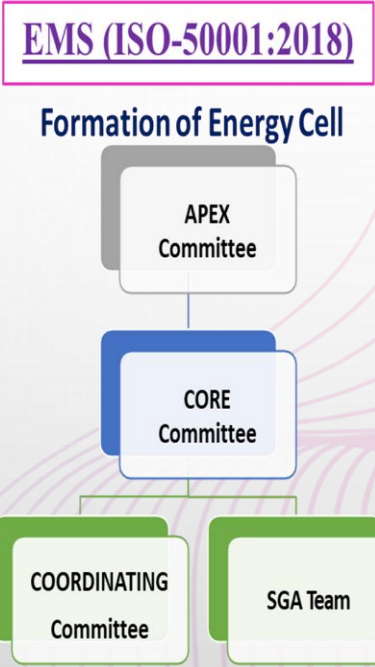 EMS (ISO-50001:2018)
Formation of Energy Cell
APEX
Committee
CORE
Committee
COORDINATING
Committee
SGA Team